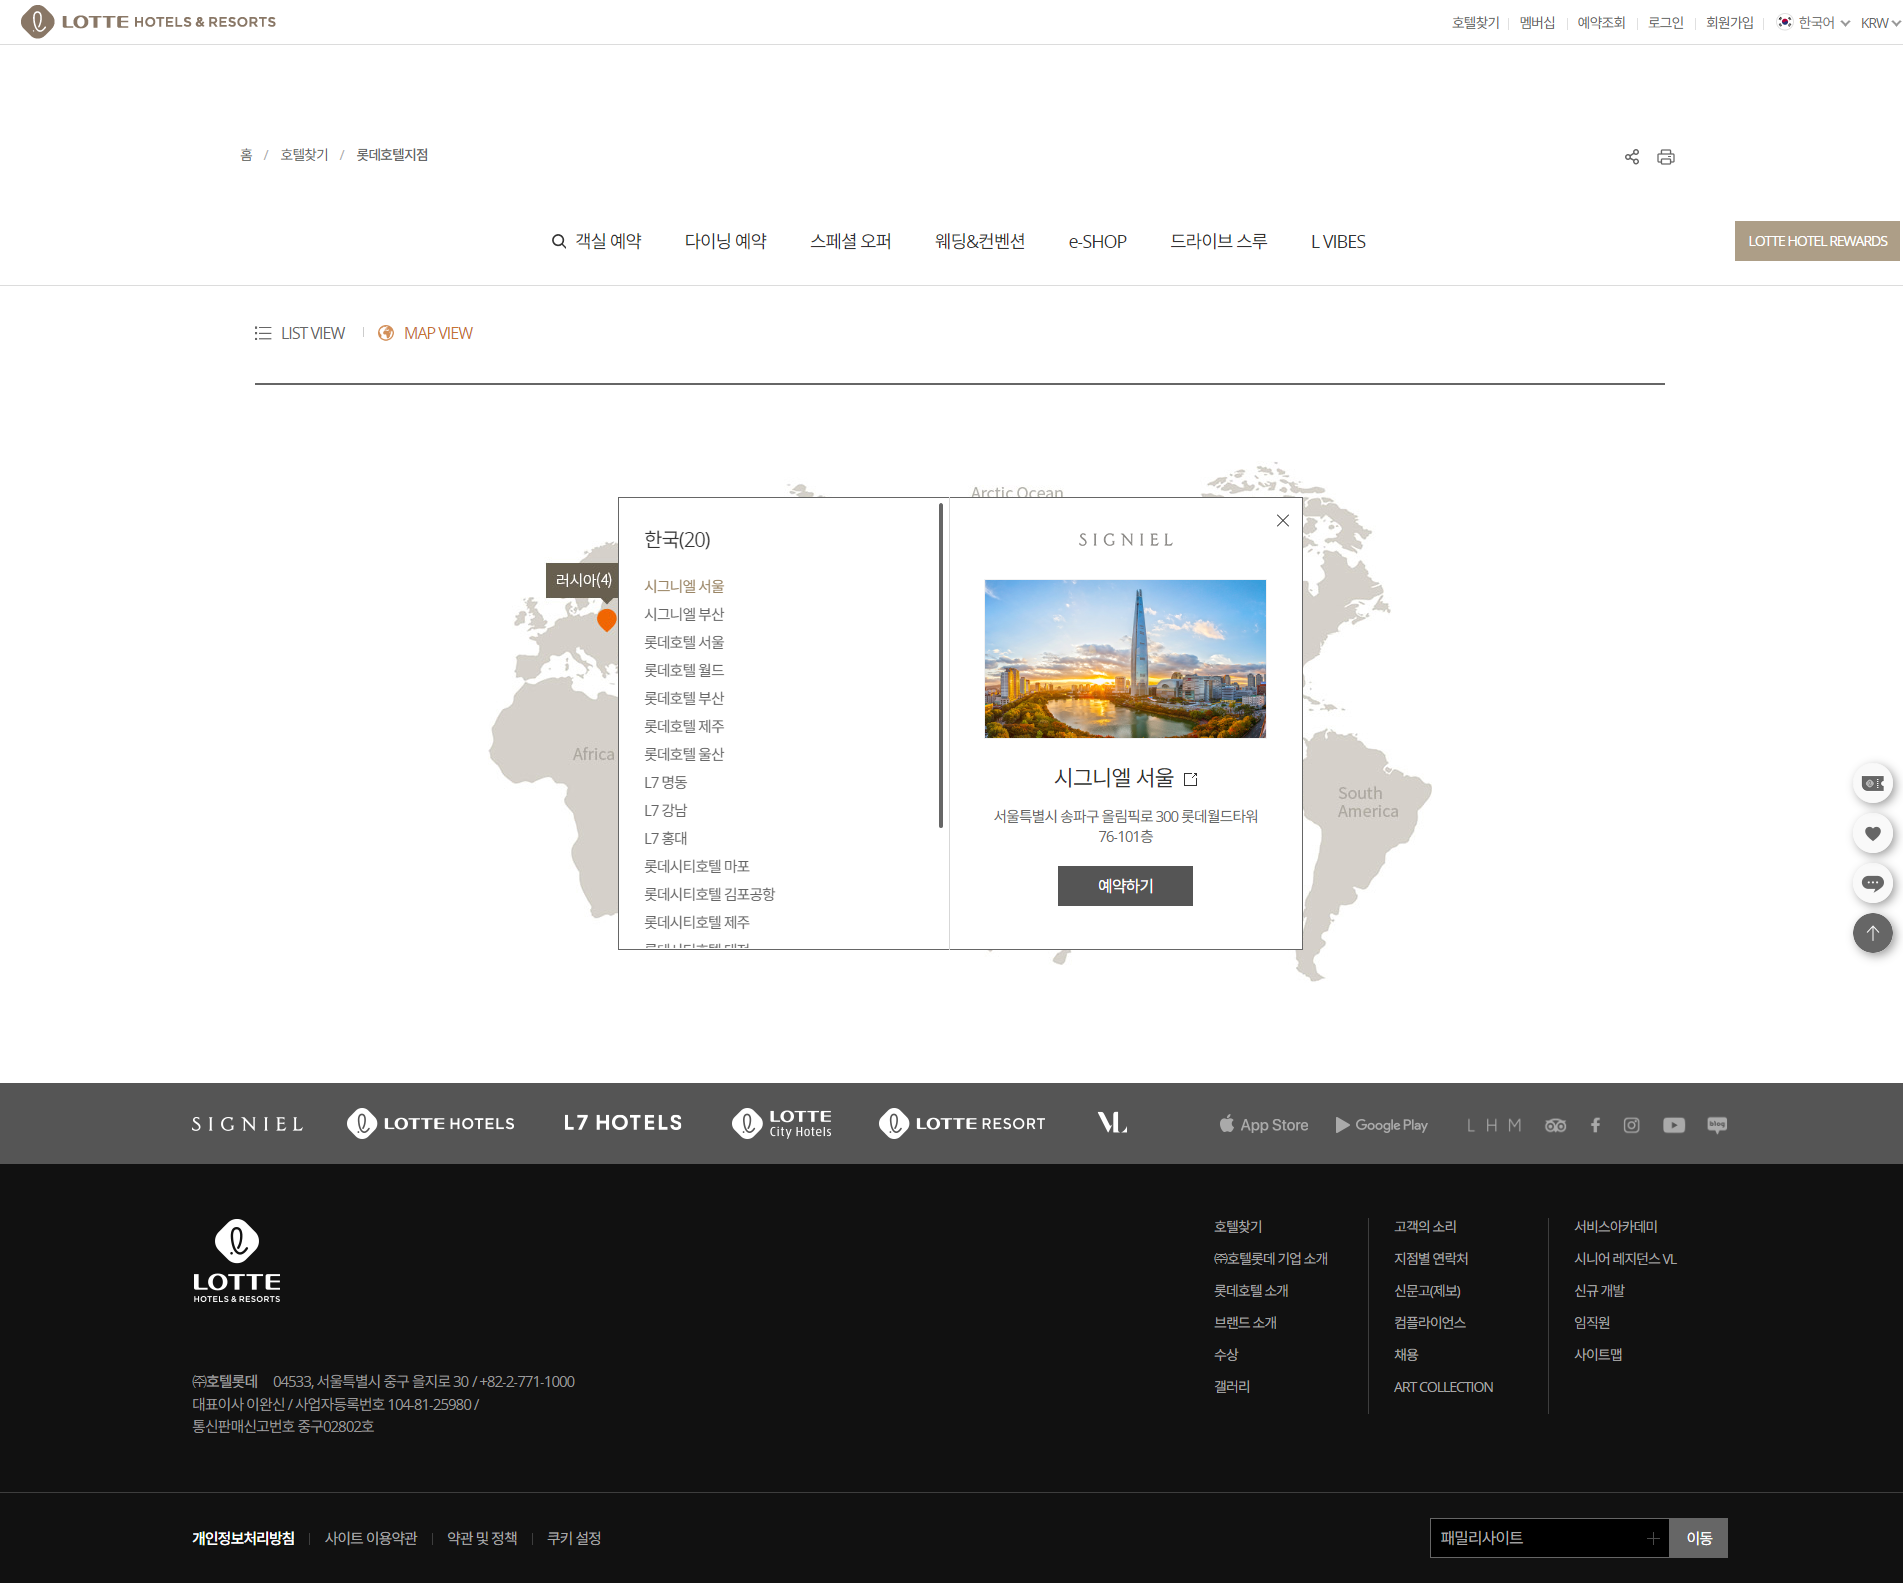 LOTTE HOTELS & RESORTS
호텔찾기 멤버십 예약조회 로그인 회원가입 한국어 KRW
홈 / 호텔찾기 / 롯데호텔지점
객실 예약 다이닝 예약 스페셜 오퍼 웨딩&컨벤션 e-SHOP 드라이브 스루 L VIBES
LOTTE HOTEL REWARDS
LIST VIEW MAP VIEW
Arctic Ocean
러시아(4)
Africa
South
America
한국(20)
시그니엘 서울
시그니엘 부산
롯데호텔 서울
롯데호텔 월드
롯데호텔 부산
롯데호텔 제주
롯데호텔 울산
L7 명동
L7 강남
L7 홍대
롯데시티호텔 마포
롯데시티호텔 김포공항
롯데시티호텔 제주
롯데시티호텔 대전
SIGNIEL
시그니엘 서울
서울특별시 송파구 올림픽로 300 롯데월드타워
76-101층
예약하기
SIGNIEL
LOTTE HOTELS
L7 HOTELS
LOTTE
City Hotels
LOTTE RESORT
VL
App Store
Google Play
L H M
blog
LOTTE
HOTELS & RESORTS
㈜호텔롯데 04533, 서울특별시 중구 을지로 30 / +82-2-771-1000
대표이사 이완신 / 사업자등록번호 104-81-25980 /
통신판매신고번호 중구02802호
호텔찾기
㈜호텔롯데 기업 소개
롯데호텔 소개
브랜드 소개
수상
갤러리
고객의 소리
지점별 연락처
신문고(제보)
컴플라이언스
채용
ART COLLECTION
서비스아카데미
시니어 레지던스 VL
신규 개발
임직원
사이트맵
개인정보처리방침 사이트 이용약관 약관 및 정책 쿠키 설정
패밀리사이트 이동